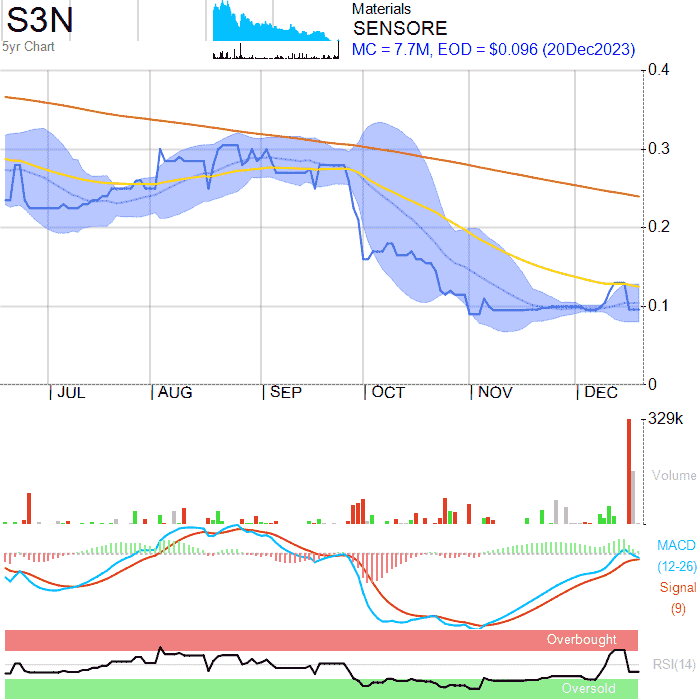 S3N
5yr Chart
Materials
SENSORE
MC = 7.7M, EOD = $0.096 (20Dec2023)
0.4
0.3
0.2
0.1
0
JUL
AUG
SEP
OCT
NOV
DEC
329k
Volume
MACD
(12-26)
Signal
(9)
Overbought
RSI(14)
Oversold